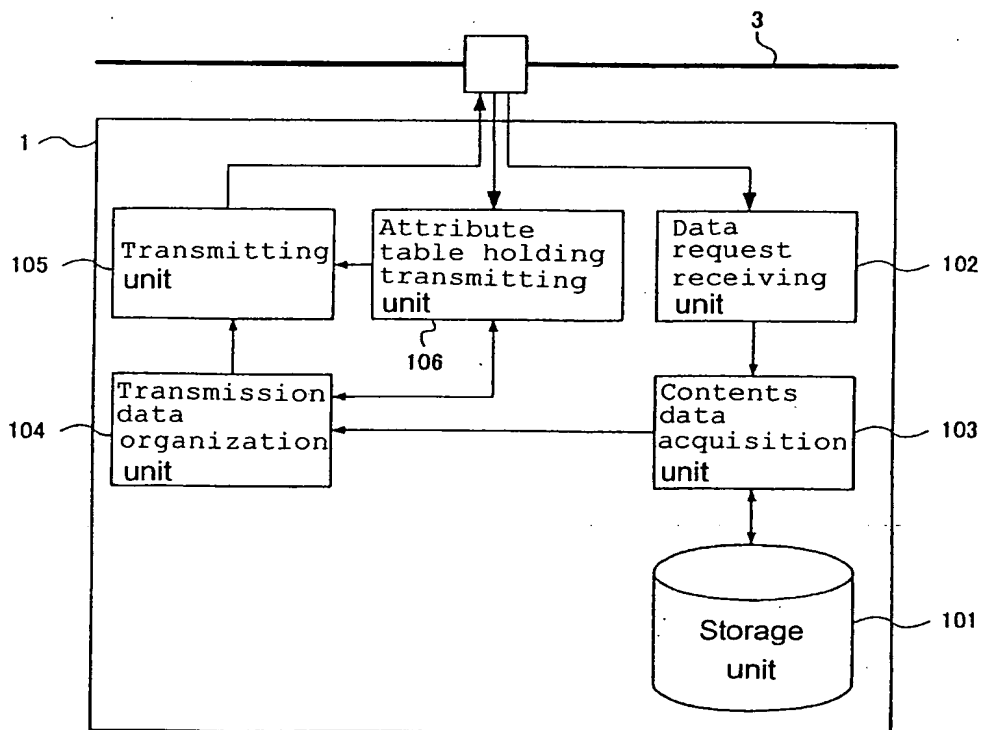 3
1
Transmitting
unit
105
Attribute
table holding
transmitting
unit
106
Data
request
receiving
unit
102
Transmission
data
organization
unit
104
Contents
data
acquisition
unit
103
Storage
unit
101